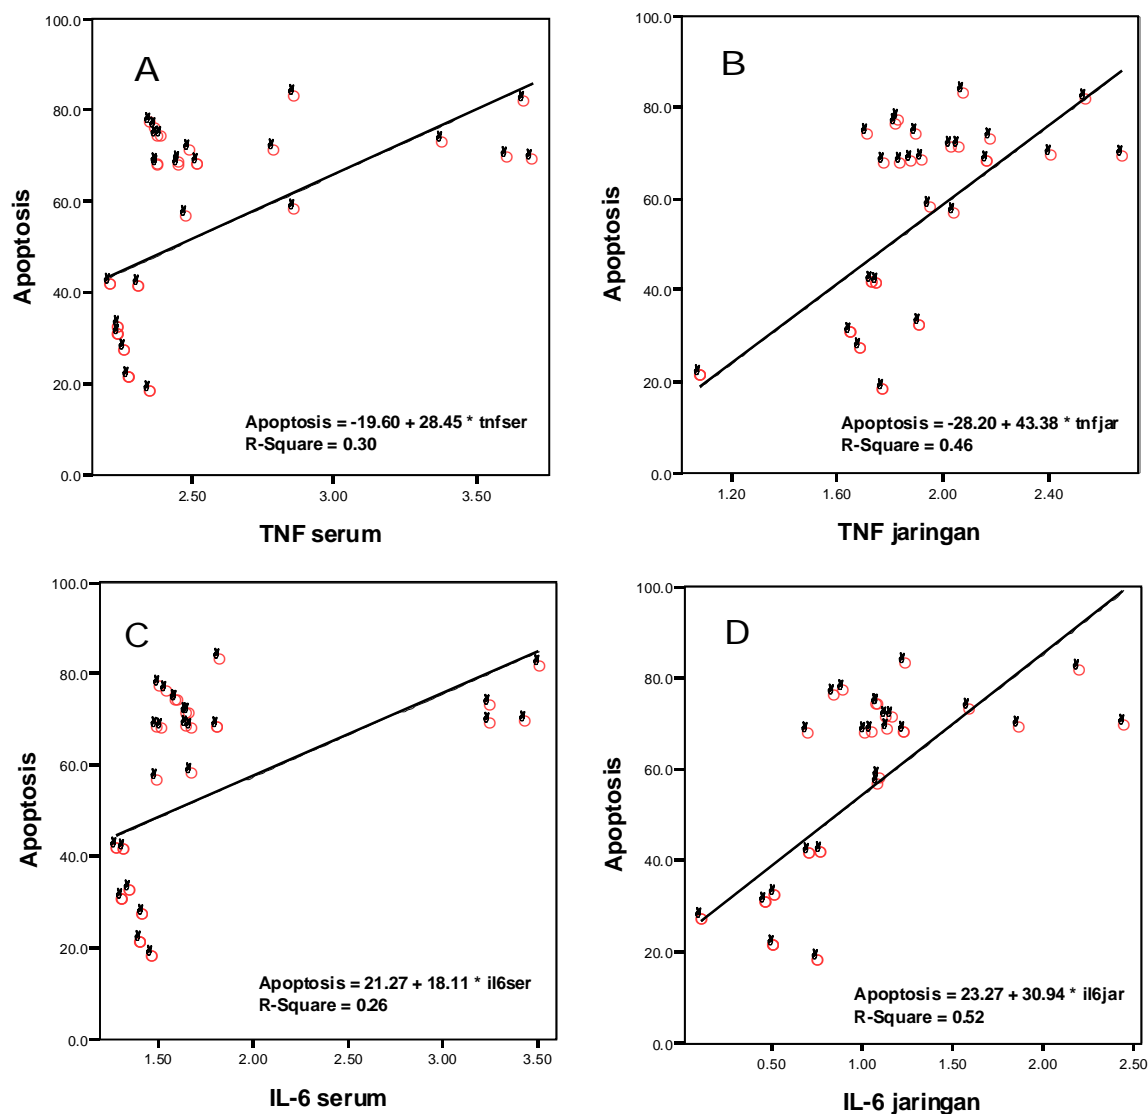 A
100.0
80.0
60.0
40.0
20.0
0.0
Apoptosis
Apoptosis = -19.60 + 28.45 * tnfser
R-Square = 0.30
2.50 3.00 3.50
TNF serum
B
100.0
80.0
60.0
40.0
20.0
0.0
Apoptosis
Apoptosis = -28.20 + 43.38 * tnfjar
R-Square = 0.46
1.20 1.60 2.00 2.40
TNF jaringan
C
100.0
80.0
60.0
40.0
20.0
0.0
Apoptosis
Apoptosis = 21.27 + 18.11 * il6ser
R-Square = 0.26
1.50 2.00 2.50 3.00 3.50
IL-6 serum
D
100.0
80.0
60.0
40.0
20.0
0.0
Apoptosis
Apoptosis = 23.27 + 30.94 * il6jar
R-Square = 0.52
0.50 1.00 1.50 2.00 2.50
IL-6 jaringan